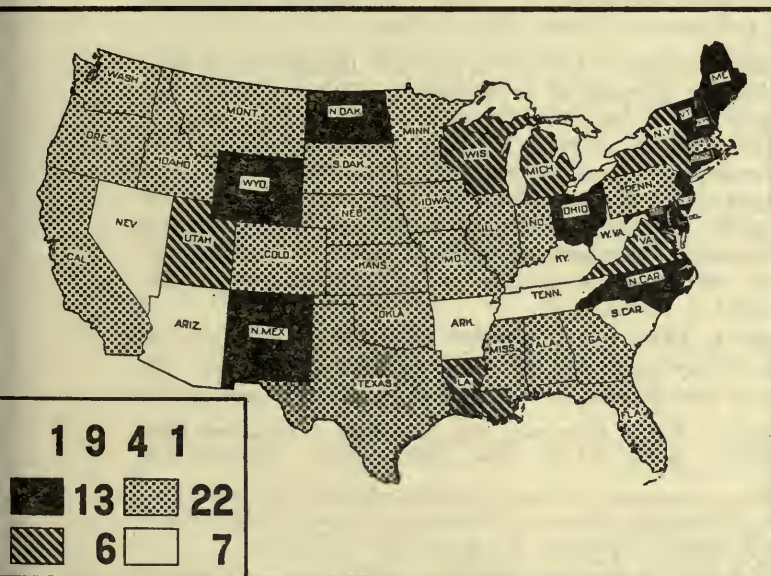 WASH
MONT
N.DAK
MINN
ME
VT
ORE
IDAHO
WYO.
S.DAK
WIS
MICH
N.Y
NEV
UTAH
COLO
NEB
IOWA
ILL
IND
OHIO
PENN.
CAL
KANS
MO
KY.
W.VA.
VA
ARIZ.
N.MEX
OKLA
ARK.
TENN.
N.CAR
S.CAR.
TEXAS
LA
MISS
ALA
GA
FLA
1941
13 22
6 7